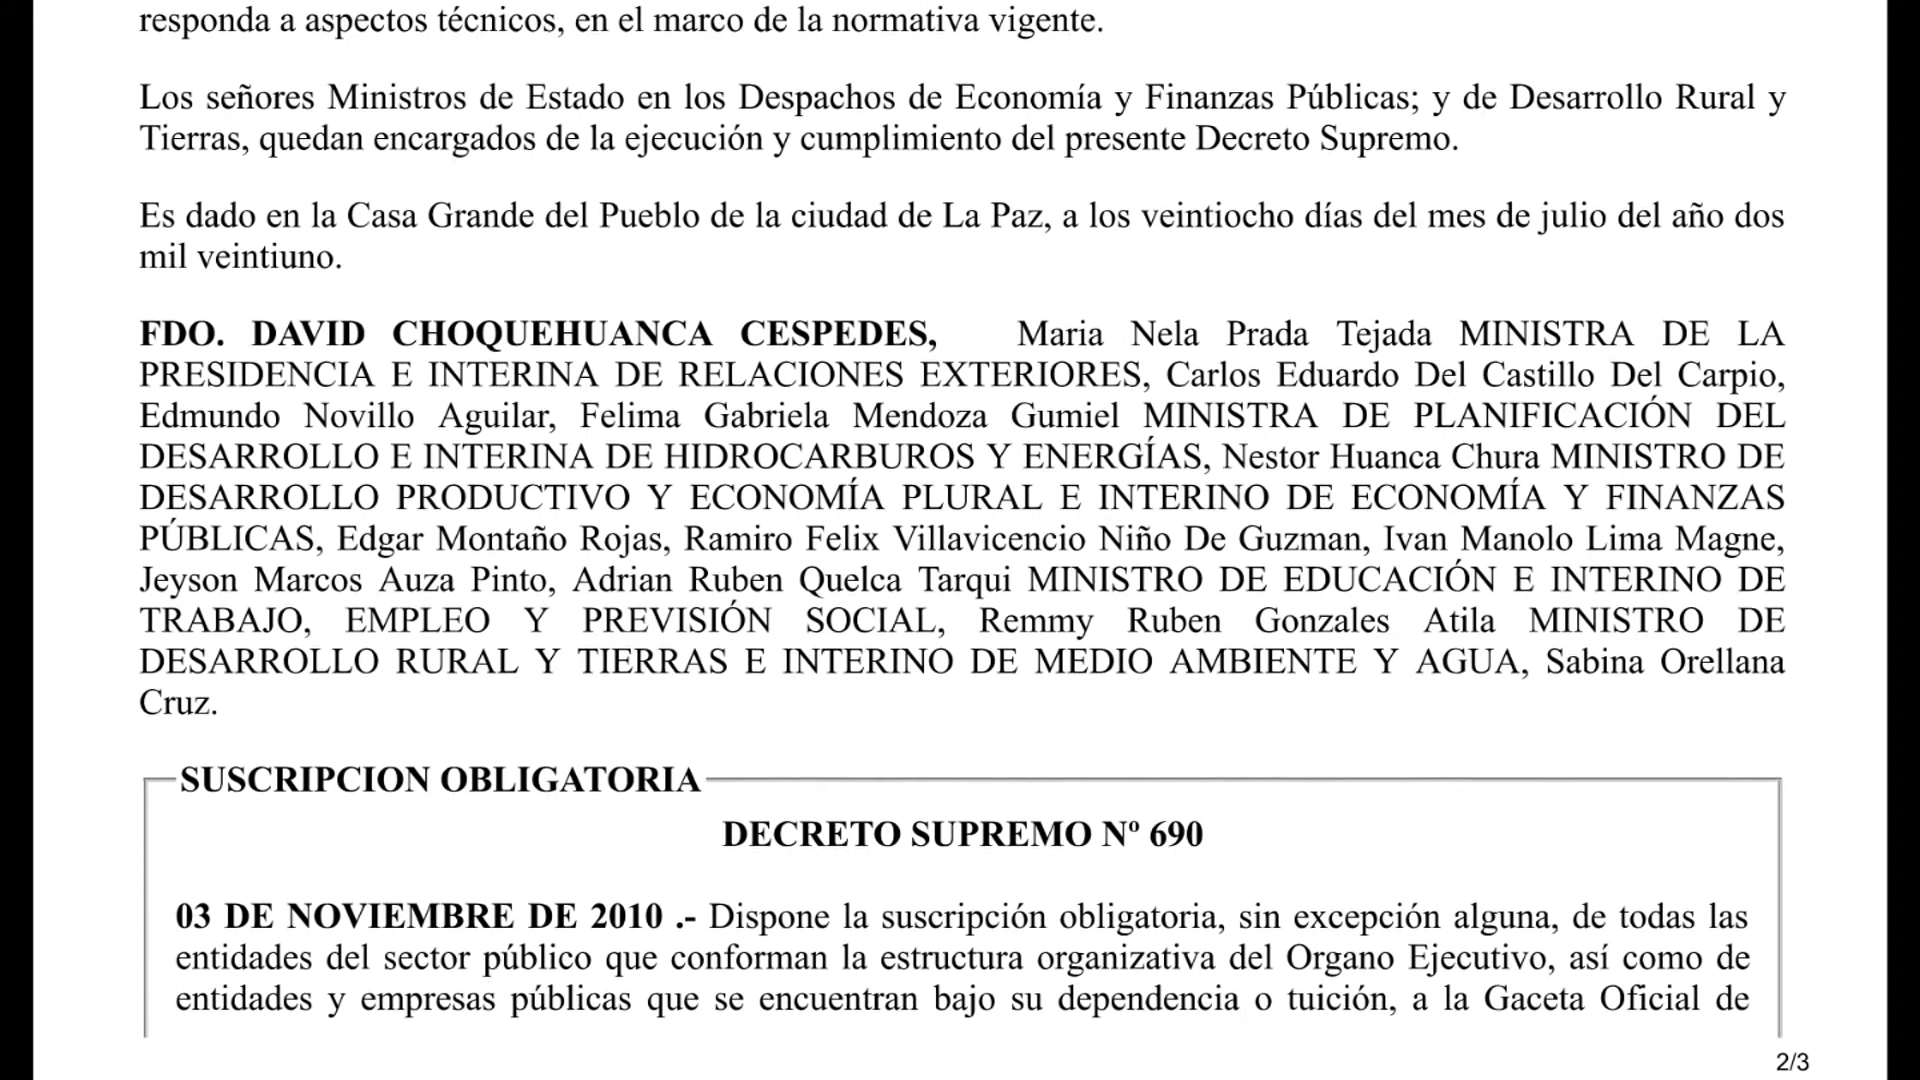 responda a aspectos técnicos, en el marco de la normativa vigente.
Los señores Ministros de Estado en los Despachos de Economía y Finanzas Públicas; y de Desarrollo Rural y
Tierras, quedan encargados de la ejecución y cumplimiento del presente Decreto Supremo.
Es dado en la Casa Grande del Pueblo de la ciudad de La Paz, a los veintiocho días del mes de julio del año dos
mil veintiuno.
FDO. DAVID CHOQUEHUANCA CESPEDES, Maria Nela Prada Tejada MINISTRA DE LA
PRESIDENCIA E INTERINA DE RELACIONES EXTERIORES, Carlos Eduardo Del Castillo Del Carpio,
Edmundo Novillo Aguilar, Felima Gabriela Mendoza Gumiel MINISTRA DE PLANIFICACIÓN DEL
DESARROLLO E INTERINA DE HIDROCARBUROS Y ENERGÍAS, Nestor Huanca Chura MINISTRO DE
DESARROLLO PRODUCTIVO Y ECONOMÍA PLURAL E INTERINO DE ECONOMÍA Y FINANZAS
PÚBLICAS, Edgar Montaño Rojas, Ramiro Felix Villavicencio Niño De Guzman, Ivan Manolo Lima Magne,
Jeyson Marcos Auza Pinto, Adrian Ruben Quelca Tarqui MINISTRO DE EDUCACIÓN E INTERINO DE
TRABAJO, EMPLEO Y PREVISIÓN SOCIAL, Remmy Ruben Gonzales Atila MINISTRO DE
DESARROLLO RURAL Y TIERRAS E INTERINO DE MEDIO AMBIENTE Y AGUA, Sabina Orellana
Cruz.
SUSCRIPCION OBLIGATORIA
DECRETO SUPREMO Nº 690
03 DE NOVIEMBRE DE 2010 .- Dispone la suscripción obligatoria, sin excepción alguna, de todas las
entidades del sector público que conforman la estructura organizativa del Organo Ejecutivo, así como de
entidades y empresas públicas que se encuentran bajo su dependencia o tuición, a la Gaceta Oficial de
2/3